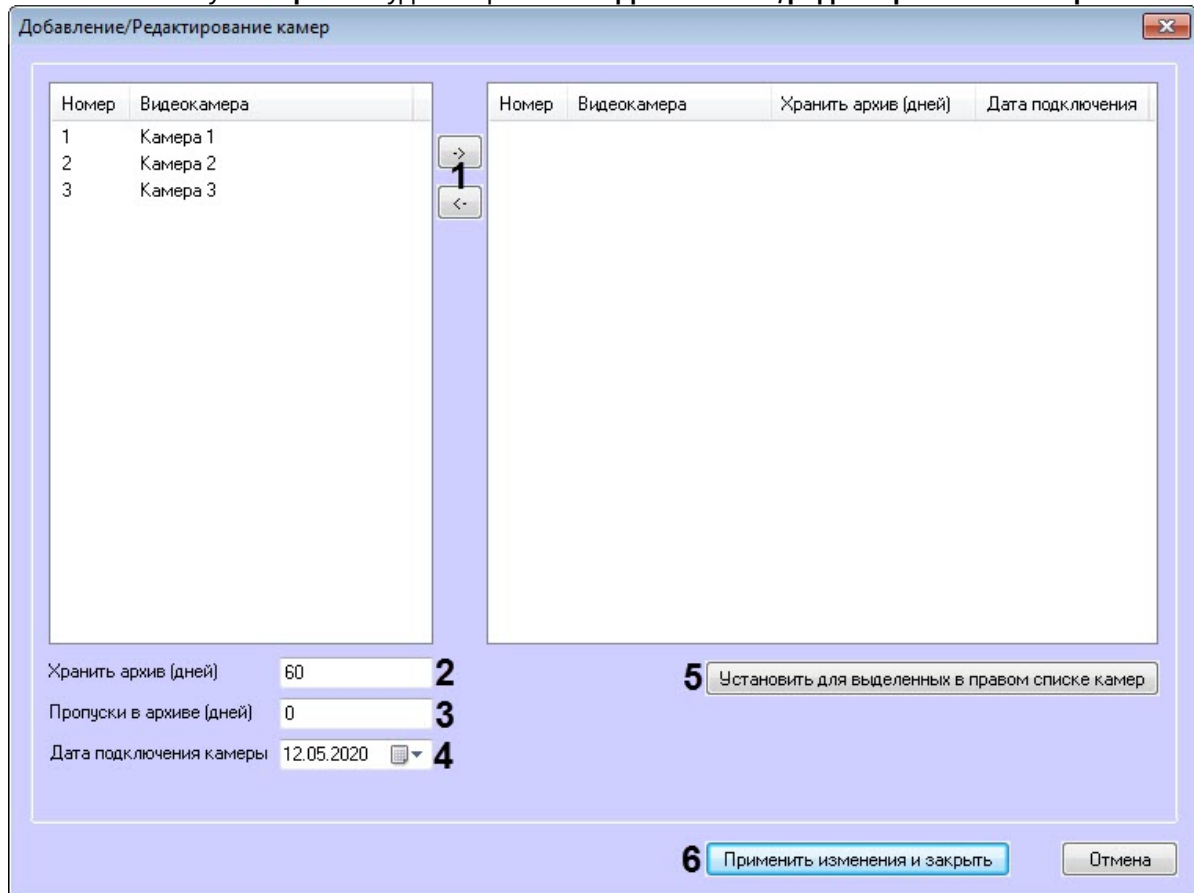 Добавление/Редактирование камер
Номер Видеокамера
1 Камера 1
2 Камера 2
3 Камера 3
->
1
<-
Номер Видеокамера Хранить архив (дней) Дата подключения
Хранить архив (дней) 60 2
Пропуски в архиве (дней) 0 3
Дата подключения камеры 12.05.2020 4
5 Установить для выделенных в правом списке камер
6 Применить изменения и закрыть Отмена